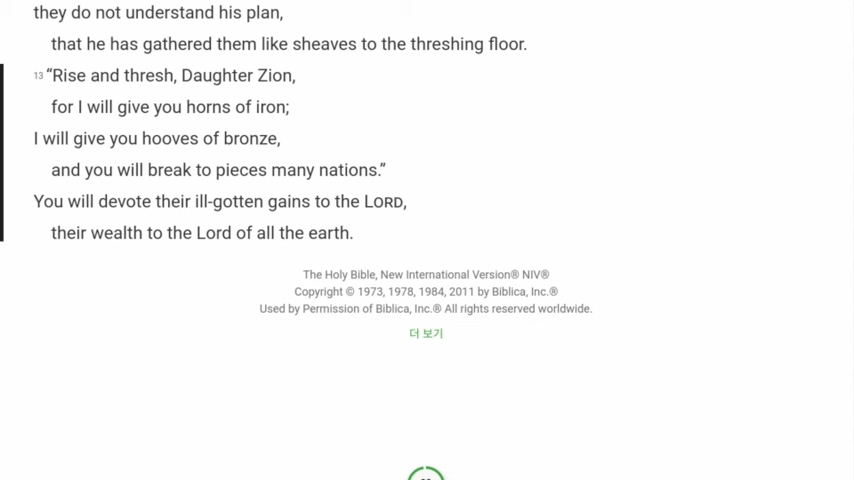 they do not understand his plan,
that he has gathered them like sheaves to the threshing floor.
13 “Rise and thresh, Daughter Zion,
for I will give you horns of iron;
I will give you hooves of bronze,
and you will break to pieces many nations.”
You will devote their ill-gotten gains to the LORD,
their wealth to the Lord of all the earth.
The Holy Bible, New International Version® NIV®
Copyright © 1973, 1978, 1984, 2011 by Biblica, Inc.®
Used by Permission of Biblica, Inc.® All rights reserved worldwide.
더 보기